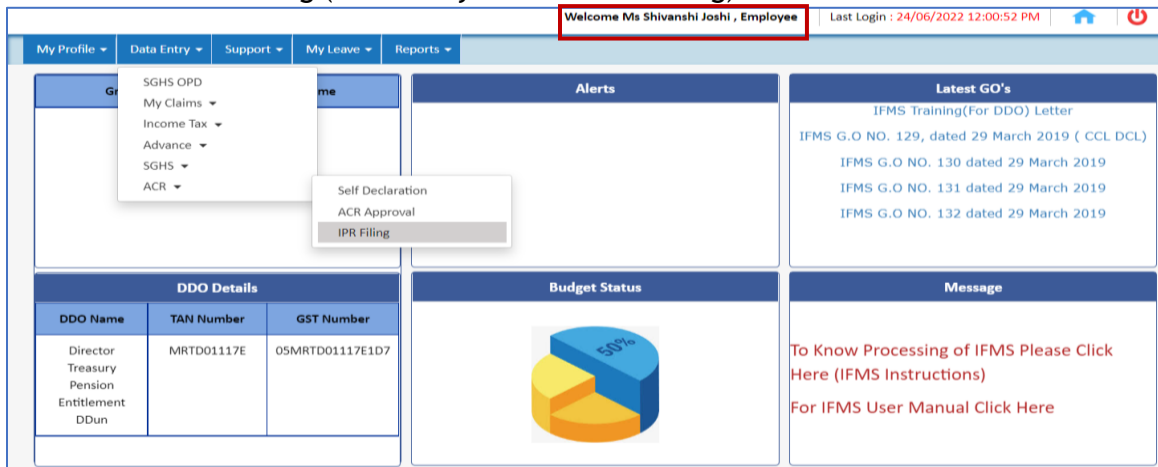 Welcome Ms Shivanshi Joshi , Employee
Last Login : 24/06/2022 12:00:52 PM
My Profile
Data Entry
Support
My Leave
Reports
SGHS OPD
My Claims
Income Tax
Advance
SGHS
ACR
Self Declaration
ACR Approval
IPR Filing
Gr
me
Alerts
Latest GO's
IFMS Training(For DDO) Letter
IFMS G.O NO. 129, dated 29 March 2019 ( CCL DCL)
IFMS G.O NO. 130 dated 29 March 2019
IFMS G.O NO. 131 dated 29 March 2019
IFMS G.O NO. 132 dated 29 March 2019
DDO Details
DDO Name
TAN Number
GST Number
Director
Treasury
Pension
Entitlement
DDun
MRTD01117E
05MRTD01117E1D7
Budget Status
50%
Message
To Know Processing of IFMS Please Click
Here (IFMS Instructions)
For IFMS User Manual Click Here